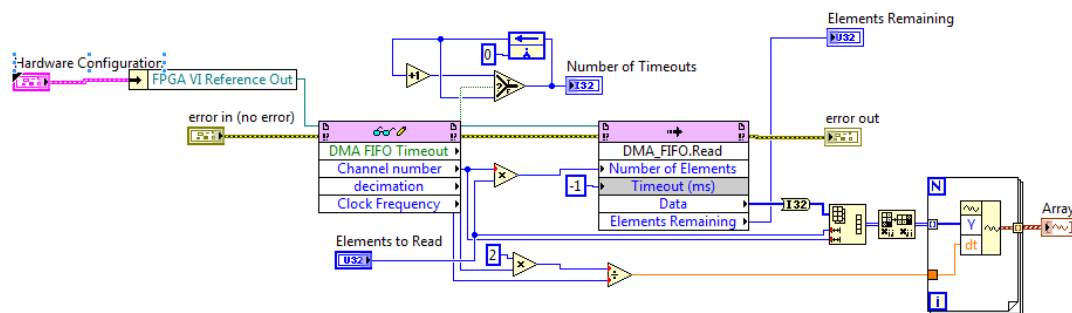 Elements Remaining
U32
0
Hardware Configuration:
+1
Number of Timeouts
I32
FPGA VI Reference Out
error in (no error)
error out
DMA FIFO Timeout
DMA_FIFO.Read
Channel number
Number of Elements
decimation
-1
Timeout (ms)
Clock Frequency
Data
I32
N
Elements Remaining
Y
Array
dt
Elements to Read
U32
2
i